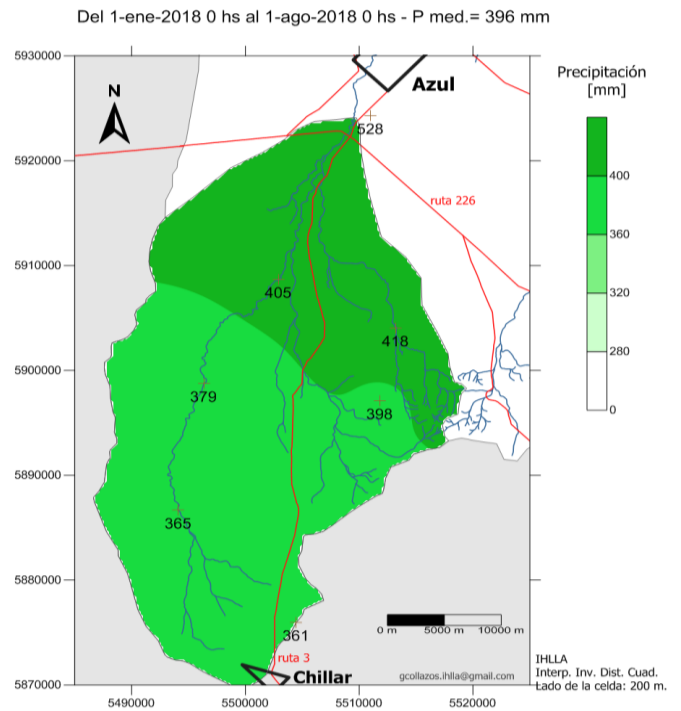 Del 1-ene-2018 0 hs al 1-ago-2018 0 hs - P med.= 396 mm
5930000
5920000
5910000
5900000
5890000
5880000
5870000
5490000
5500000
5510000
5520000
N
Azul
528
ruta 226
405
418
379
398
365
361
ruta 3
Chillar
0 m 5000 m 10000 m
gcollazos.ihlla@gmail.com
Precipitación
[mm]
400
360
320
280
0
IHLLA
Interp. Inv. Dist. Cuad.
Lado de la celda: 200 m.